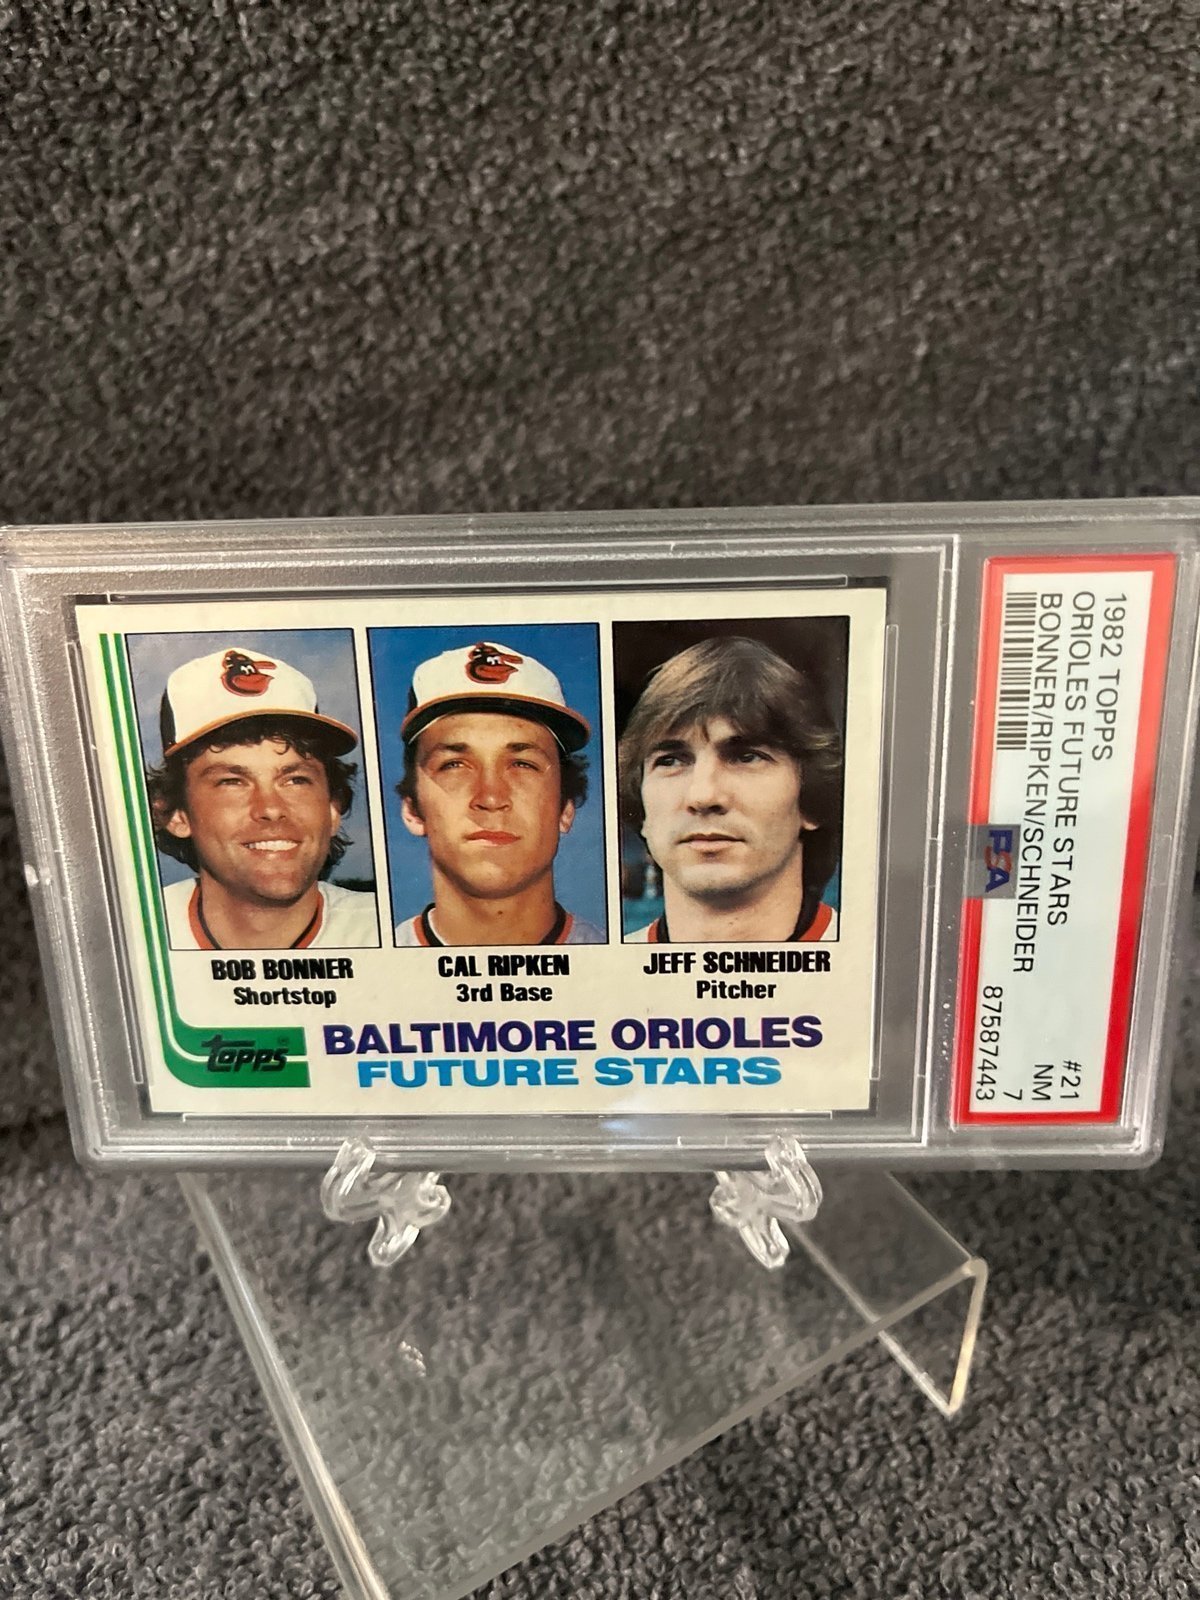 BOB BONNER
Shortstop
CAL RIPKEN
3rd Base
JEFF SCHNEIDER
Pitcher
topps®
BALTIMORE ORIOLES
FUTURE STARS
1982 TOPPS #21
ORIOLES FUTURE STARS NM
BONNER/RIPKEN/SCHNEIDER 7
87587443
PSA